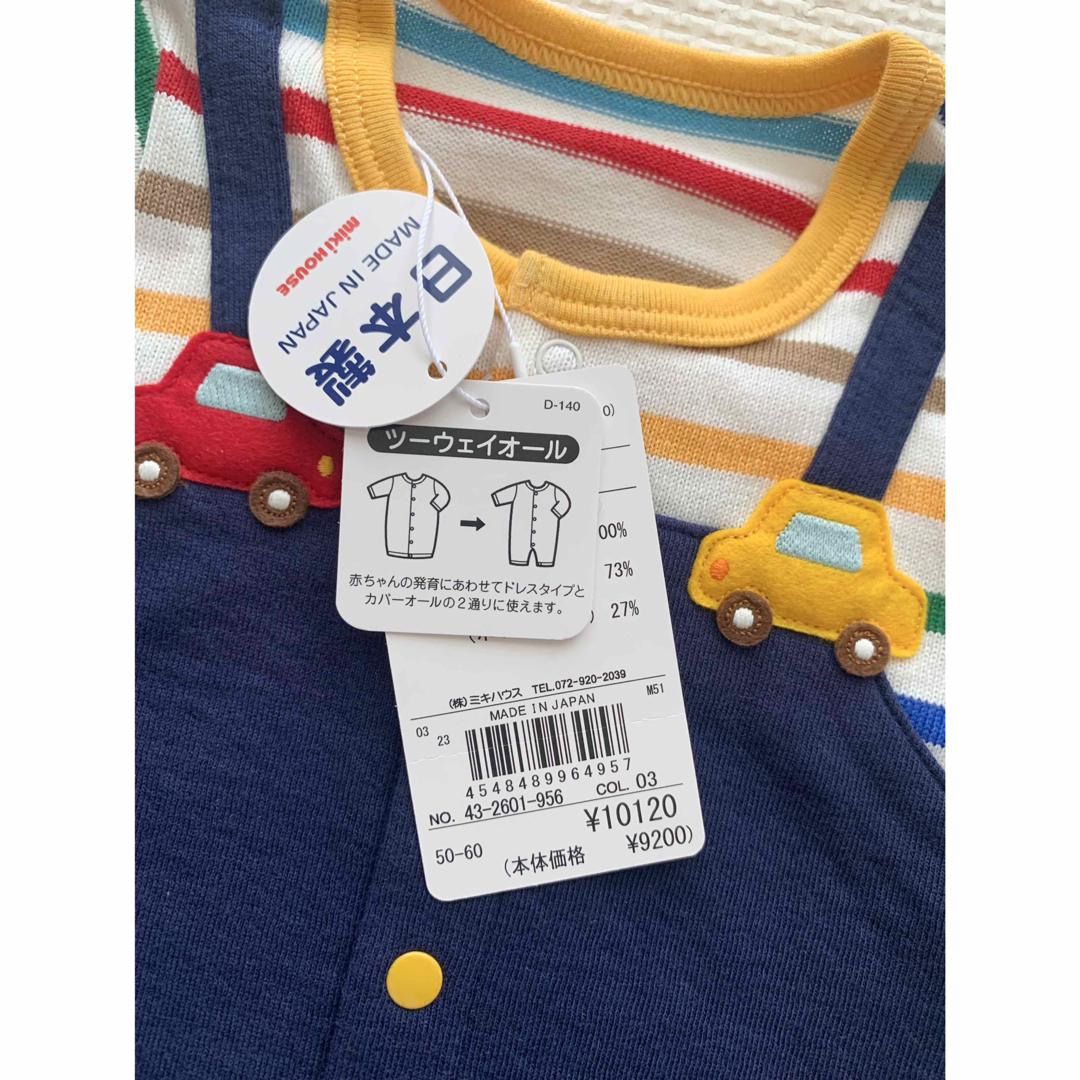 miki HOUSE
MADE IN JAPAN
日本製
D-140
ツーウェイオール
赤ちゃんの発育にあわせてドレスタイプと
カバーオールの2通りに使えます。
0)
00%
73%
27%
(株)ミキハウス TEL.072-920-2039
MADE IN JAPAN M51
03
23
4548489964957
NO. 43-2601-956 COL. 03
¥10120
50-60 (本体価格 ¥9200)